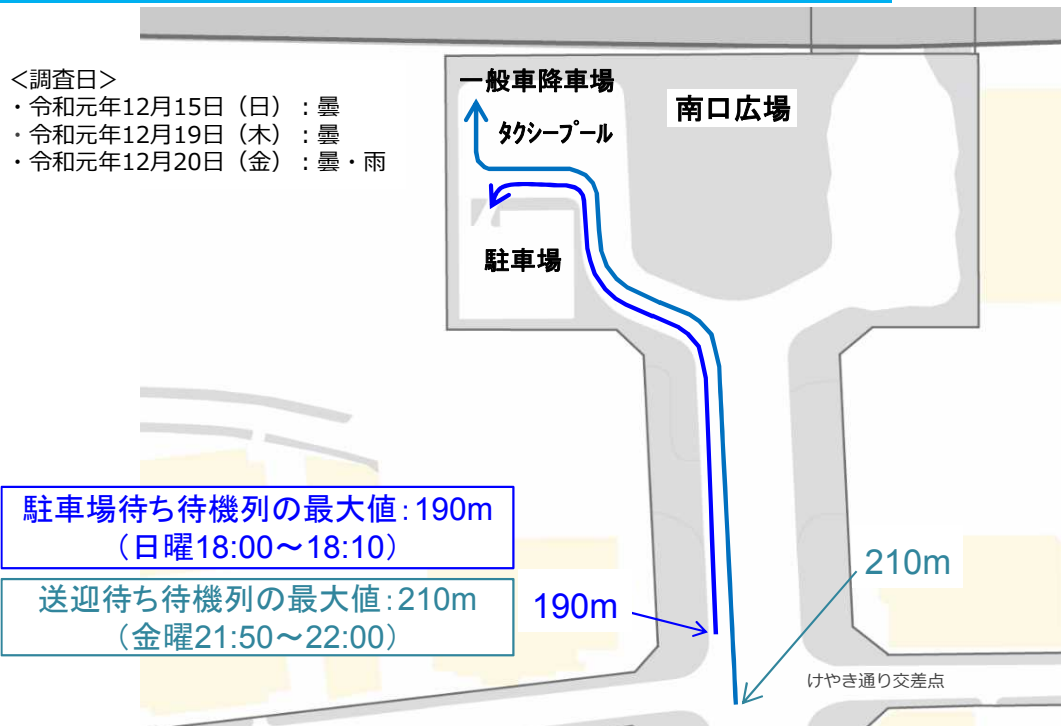 <調査日>
・令和元年12月15日（日）：曇
・令和元年12月19日（木）：曇
・令和元年12月20日（金）：曇・雨
一般車降車場
タクシープール
南口広場
駐車場
駐車場待ち待機列の最大値：190m
（日曜18:00～18:10）
送迎待ち待機列の最大値：210m
（金曜21:50～22:00）
190m
210m
けやき通り交差点